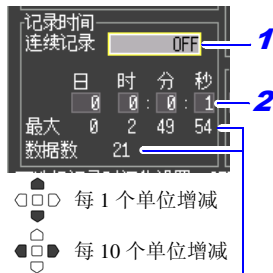 记录时间
连续记录 OFF 1
日 时 分 秒
0 0 : 0 : 1 2
最大 0 2 49 54
数据数 21
每 1 个单位增减
每 10 个单位增减